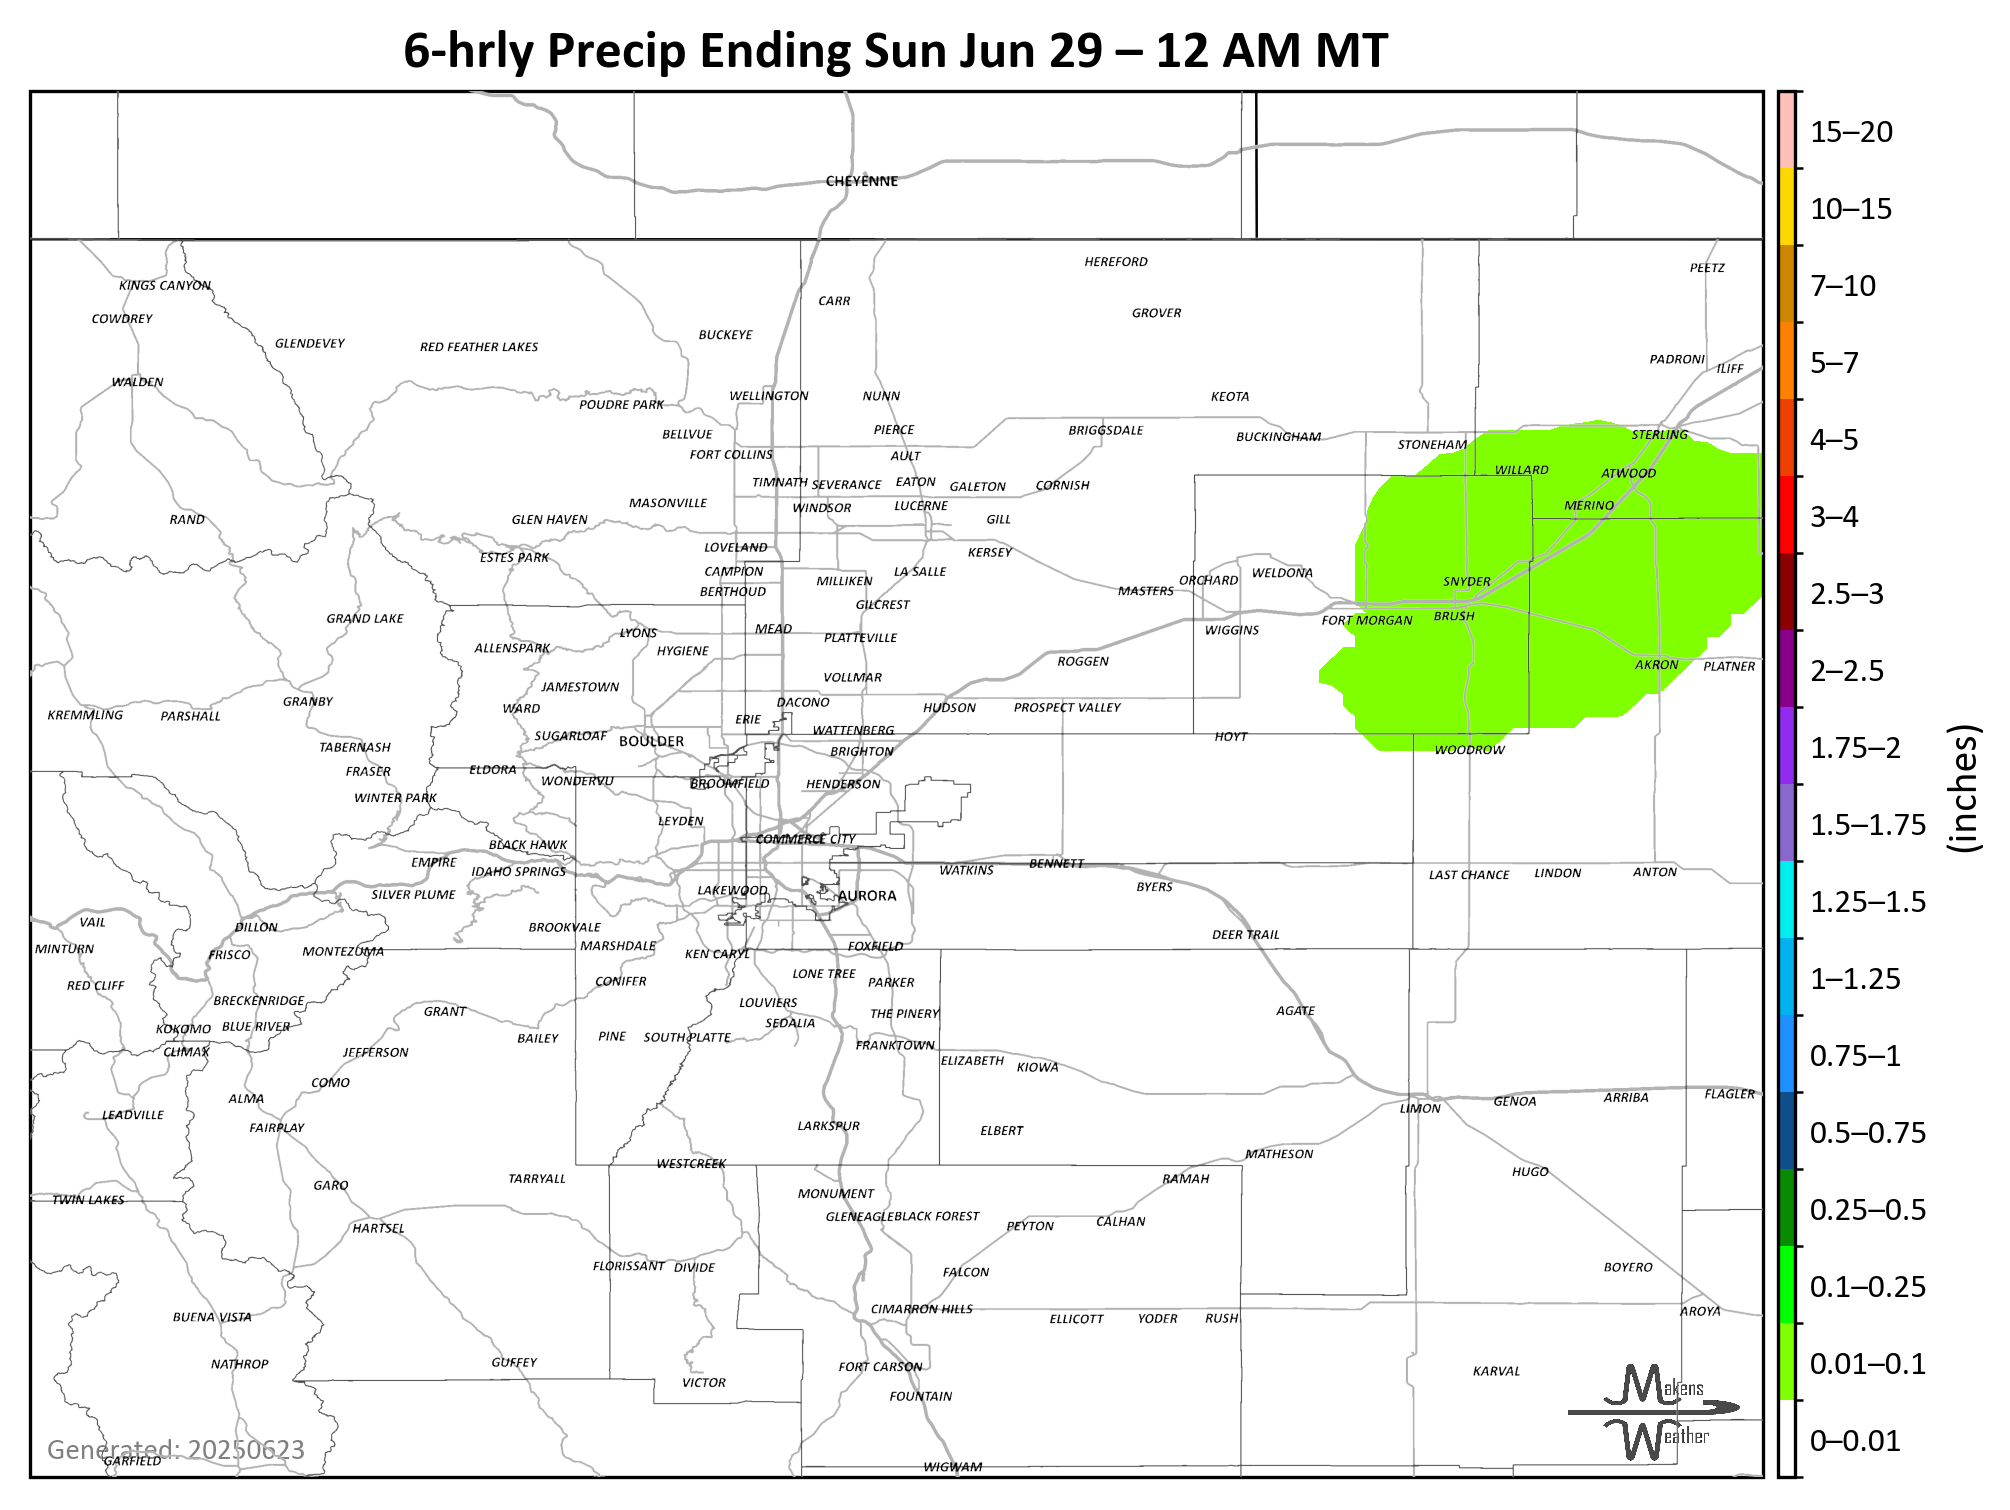 6-hrly Precip Ending Sun Jun 29 – 12 AM MT
CHEYENNE
HEREFORD
PEETZ
KINGS CANYON
CARR
COWDREY
GROVER
GLENDEVEY
RED FEATHER LAKES
BUCKEYE
PADRONI
ILIFF
WALDEN
WELLINGTON
NUNN
KEOTA
POUDRE PARK
BELLVUE
PIERCE
BRIGGSDALE
BUCKINGHAM
STERLING
STONEHAM
FORT COLLINS
AULT
WILLARD
ATWOOD
TIMNATH
SEVERANCE
EATON
GALETON
CORNISH
MASONVILLE
WINDSOR
LUCERNE
MERINO
RAND
GLEN HAVEN
GILL
LOVELAND
KERSEY
ESTES PARK
CAMPION
MILLIKEN
LA SALLE
ORCHARD
WELDONA
SNYDER
BERTHOUD
MASTERS
GILCREST
GRAND LAKE
FORT MORGAN
BRUSH
LYONS
MEAD
PLATTEVILLE
WIGGINS
ALLENSPARK
HYGIENE
ROGGEN
AKRON
PLATNER
JAMESTOWN
VOLLMAR
GRANBY
WARD
DACONO
HUDSON
PROSPECT VALLEY
KREMMLING
PARSHALL
ERIE
SUGARLOAF
BOULDER
WATTENBERG
HOYT
TABERNASH
BRIGHTON
WOODROW
FRASER
ELDORA
WONDERVU
BROOMFIELD
HENDERSON
WINTER PARK
LEYDEN
BLACK HAWK
COMMERCE CITY
EMPIRE
IDAHO SPRINGS
WATKINS
BENNETT
LAST CHANCE
LINDON
ANTON
SILVER PLUME
LAKEWOOD
AURORA
BYERS
VAIL
DILLON
BROOKVALE
DEER TRAIL
MINTURN
FRISCO
MONTEZUMA
MARSHDALE
KEN CARYL
FOXFIELD
RED CLIFF
CONIFER
LONE TREE
PARKER
BRECKENRIDGE
LOUVIERS
GRANT
THE PINERY
AGATE
KOKOMO
BLUE RIVER
SEDALIA
BAILEY
PINE
SOUTH PLATTE
FRANKTOWN
CLIMAX
JEFFERSON
ELIZABETH
KIOWA
COMO
ALMA
LEADVILLE
LIMON
GENOA
ARRIBA
FLAGLER
FAIRPLAY
LARKSPUR
ELBERT
WESTCREEK
MATHESON
TARRYALL
RAMAH
HUGO
GARO
TWIN LAKES
MONUMENT
HARTSEL
GLENEAGLE
BLACK FOREST
PEYTON
CALHAN
FLORISSANT
DIVIDE
FALCON
BOYERO
BUENA VISTA
CIMARRON HILLS
ELLICOTT
YODER
RUSH
AROYA
NATHROP
GUFFEY
FORT CARSON
KARVAL
VICTOR
FOUNTAIN
GARFIELD
WIGWAM
Generated: 20250623
Makens
Weather
15–20
10–15
7–10
5–7
4–5
3–4
2.5–3
2–2.5
1.75–2
1.5–1.75
1.25–1.5
1–1.25
0.75–1
0.5–0.75
0.25–0.5
0.1–0.25
0.01–0.1
0–0.01
(inches)